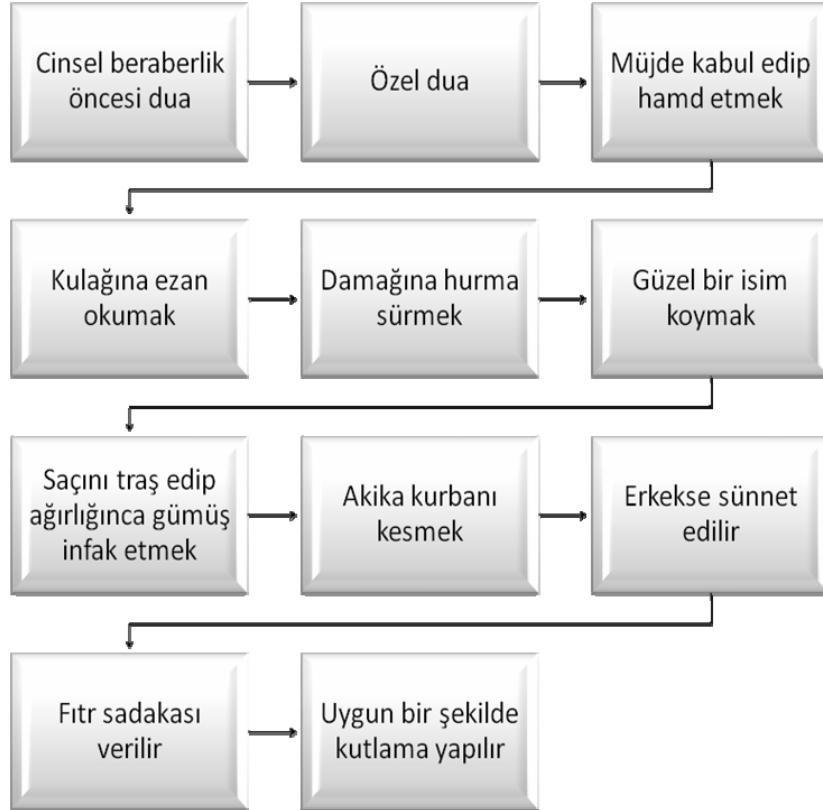 Cinsel beraberlik
öncesi dua
Özel dua
Müjde kabul edip
hamd etmek
Kulağına ezan
okumak
Damağına hurma
sürmek
Güzel bir isim
koymak
Saçını traş edip
ağırlığınca gümüş
infak etmek
Akika kurbanı
kesmek
Erkekse sünnet
edilir
Fıtr sadakası
verilir
Uygun bir şekilde
kutlama yapılır